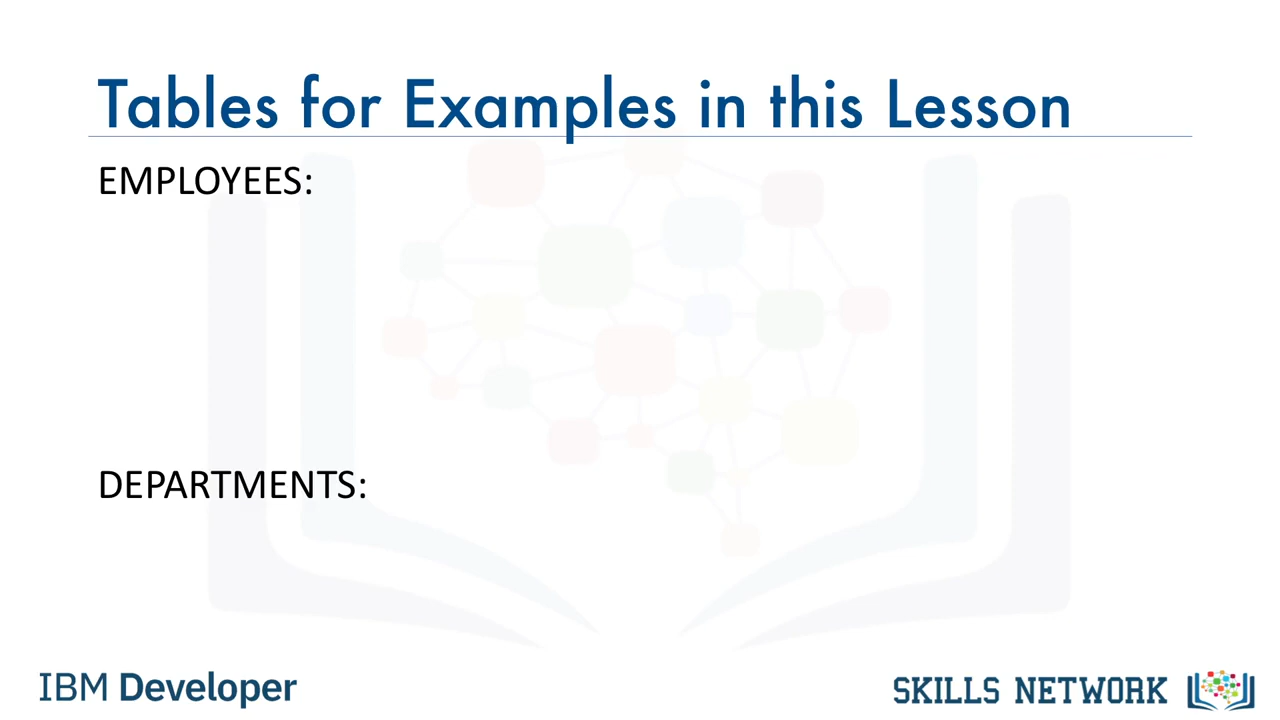 Tables for Examples in this Lesson
EMPLOYEES:
DEPARTMENTS:
IBM Developer
SKILLS NETWORK